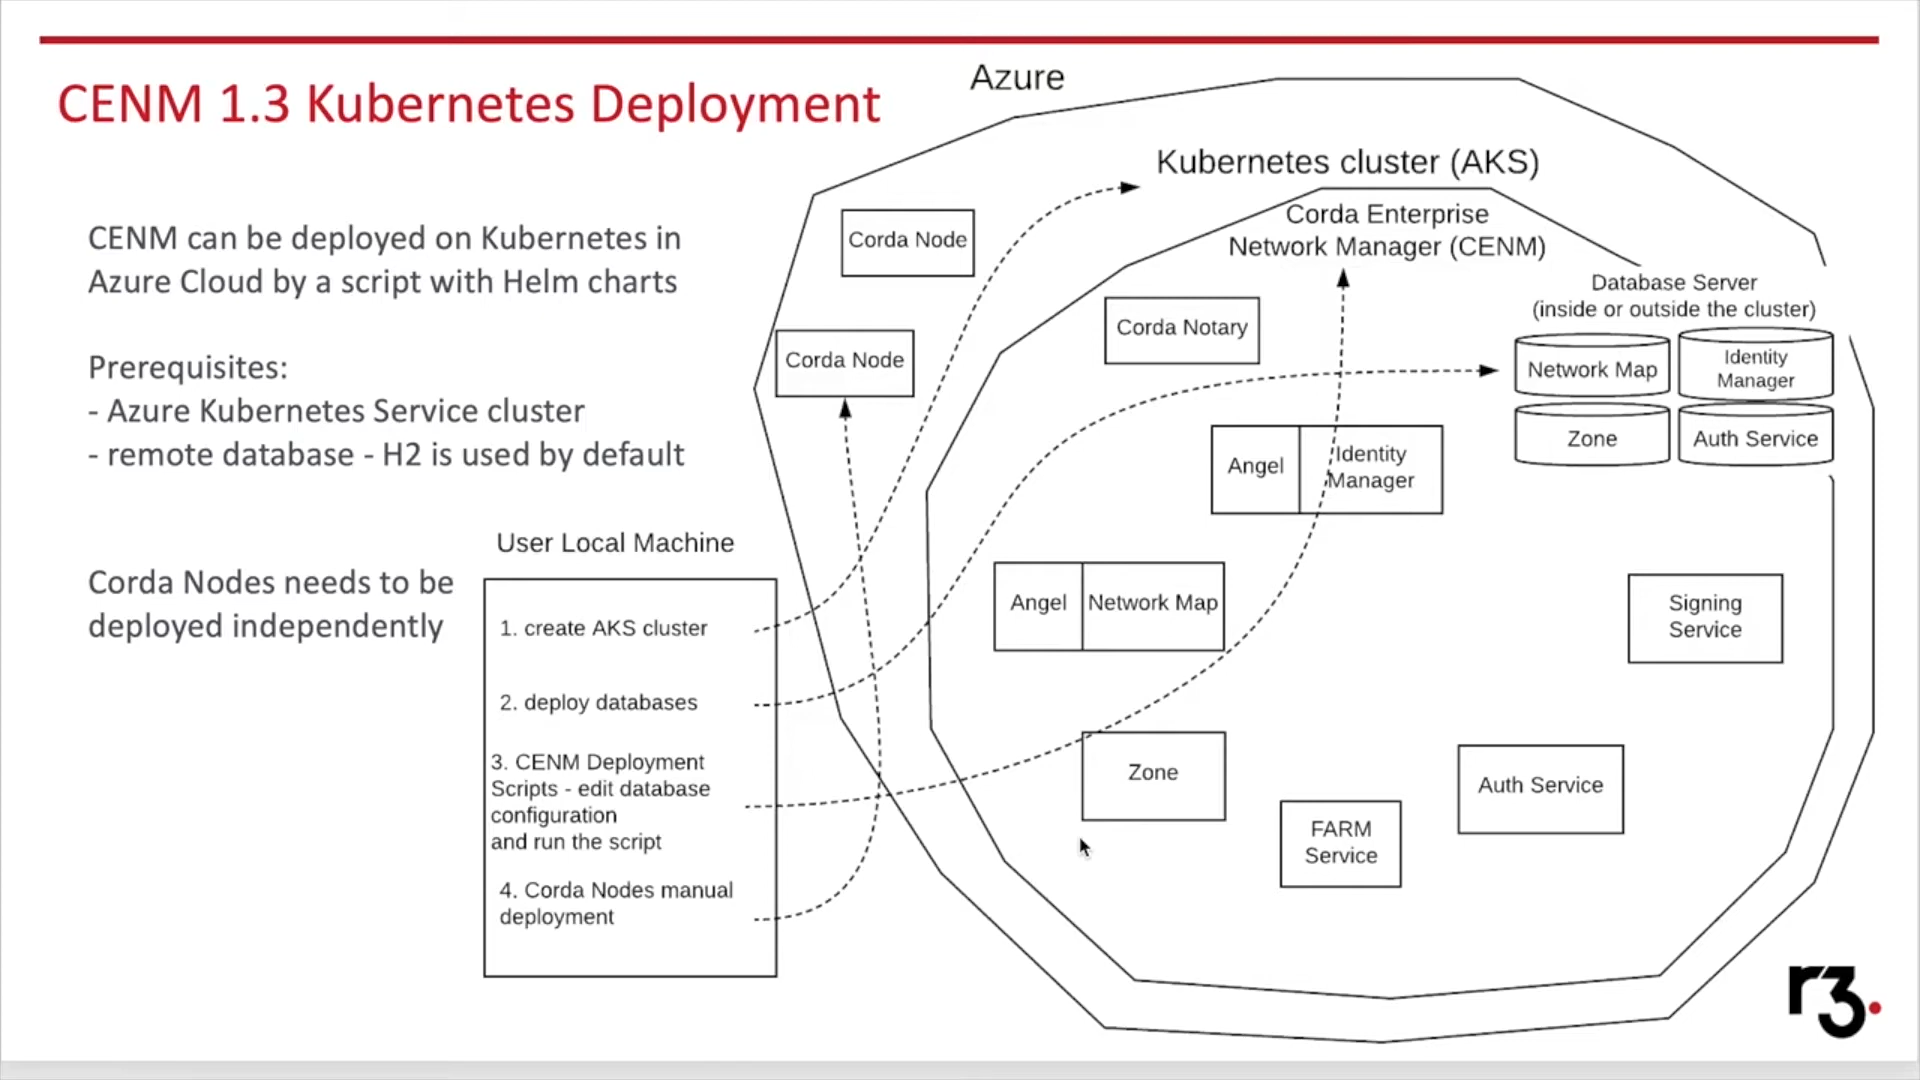 CENM 1.3 Kubernetes Deployment
CENM can be deployed on Kubernetes in
Azure Cloud by a script with Helm charts
Prerequisites:
- Azure Kubernetes Service cluster
- remote database - H2 is used by default
Corda Nodes needs to be
deployed independently
User Local Machine
1. create AKS cluster
2. deploy databases
3. CENM Deployment
Scripts - edit database
configuration
and run the script
4. Corda Nodes manual
deployment
Azure
Kubernetes cluster (AKS)
Corda Enterprise
Network Manager (CENM)
Corda Node
Corda Node
Corda Notary
Database Server
(inside or outside the cluster)
Network Map
Identity
Manager
Zone
Auth Service
Angel
Identity
Manager
Angel
Network Map
Signing
Service
Zone
FARM
Service
Auth Service
r3.